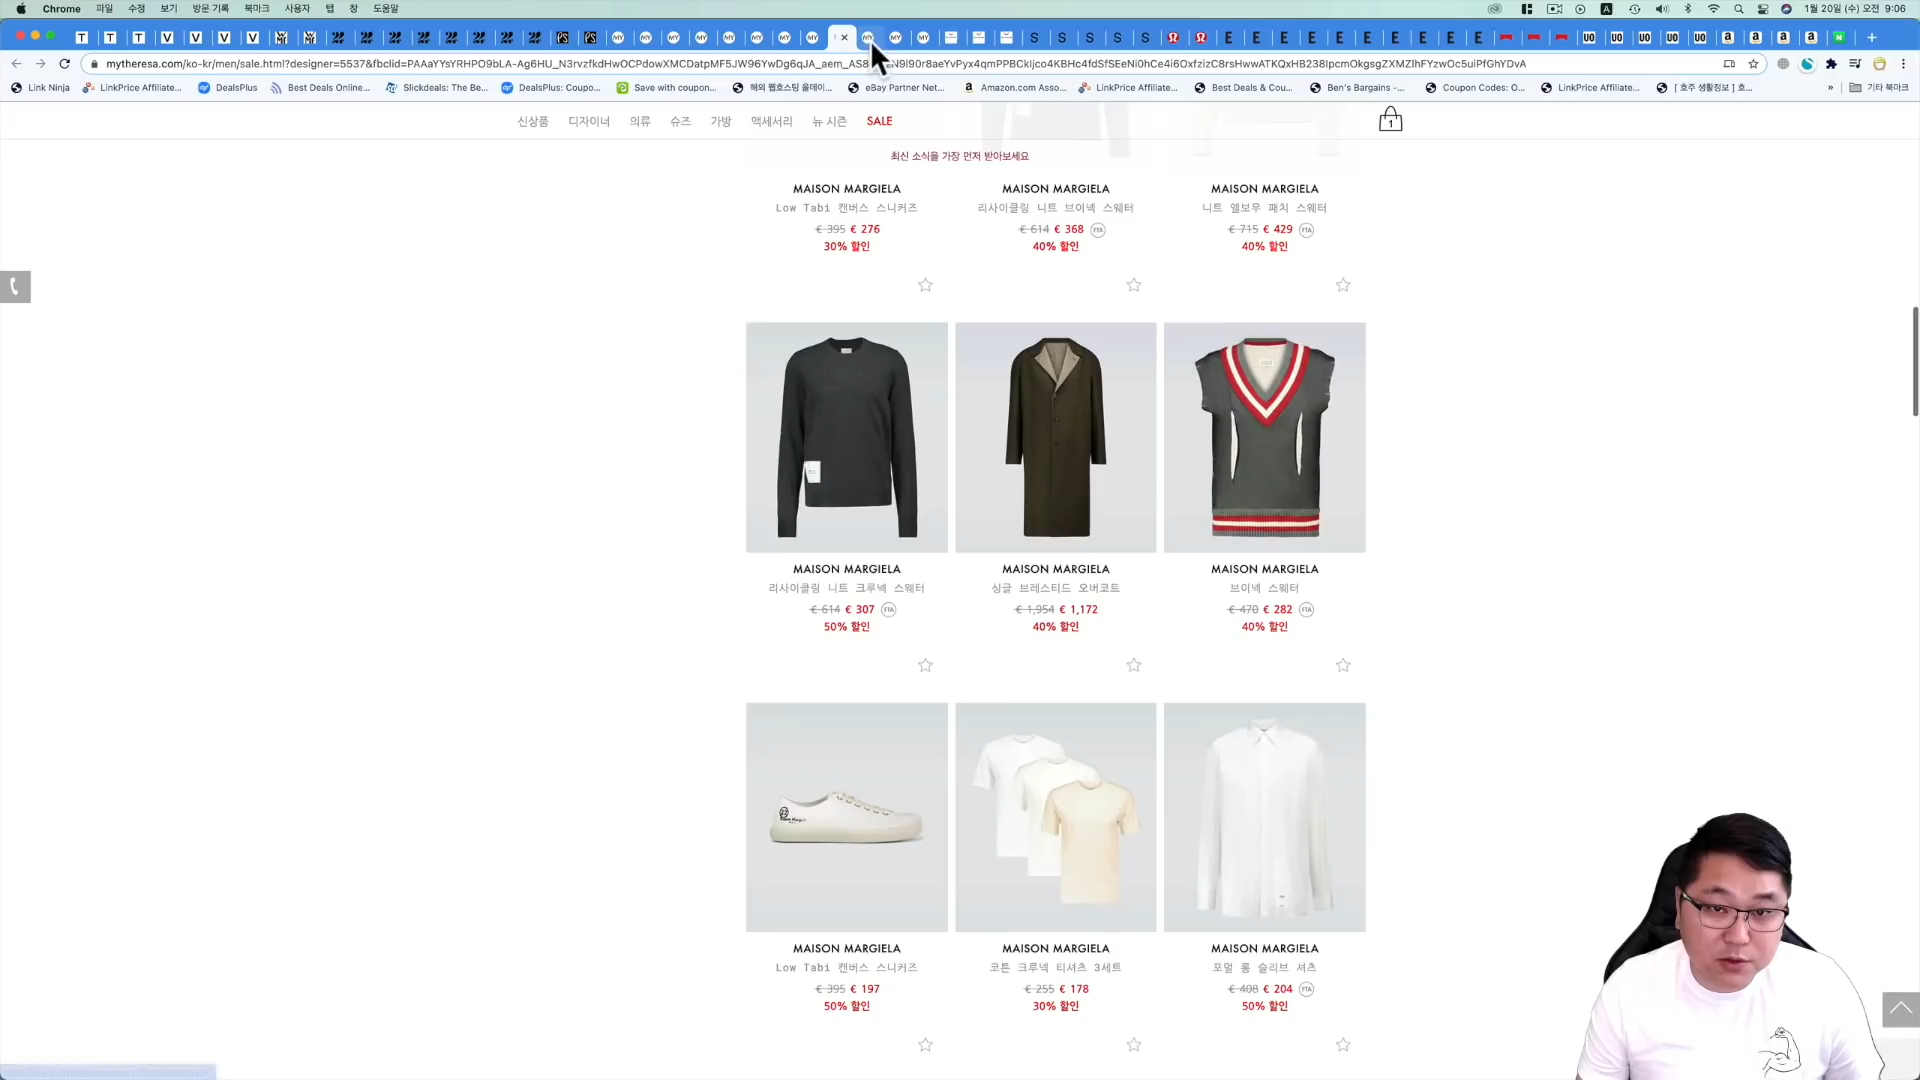 Chrome 파일 수정 보기 방문 기록 북마크 사용자 탭 창 도움말
1월 20일 (수) 오전 9:06
Link Ninja
LinkPrice Affiliate...
DealsPlus
Best Deals Online...
Slickdeals: The Be...
DealsPlus: Coupo...
Save with coupon...
해외 웹호스팅 올데이...
eBay Partner Net...
Amazon.com Asso...
LinkPrice Affiliate...
Best Deals & Cou...
Ben's Bargains -...
Coupon Codes: O...
LinkPrice Affiliate...
[ 호주 생활정보 ] 호...
» 기타 북마크
신상품 디자이너 의류 슈즈 가방 액세서리 뉴 시즌 SALE
1
최신 소식을 가장 먼저 받아보세요
MAISON MARGIELA
Low Tabi 캔버스 스니커즈
€ 395 € 276
30% 할인
MAISON MARGIELA
리사이클링 니트 브이넥 스웨터
€ 614 € 368 FTA
40% 할인
MAISON MARGIELA
니트 엘보우 패치 스웨터
€ 715 € 429 FTA
40% 할인
MAISON MARGIELA
리사이클링 니트 크루넥 스웨터
€ 614 € 307 FTA
50% 할인
MAISON MARGIELA
싱글 브레스티드 오버코트
€ 1,954 € 1,172
40% 할인
MAISON MARGIELA
브이넥 스웨터
€ 470 € 282 FTA
40% 할인
MAISON MARGIELA
Low Tabi 캔버스 스니커즈
€ 395 € 197
50% 할인
MAISON MARGIELA
코튼 크루넥 티셔츠 3세트
€ 255 € 178
30% 할인
MAISON MARGIELA
포멀 롱 슬리브 셔츠
€ 408 € 204 FTA
50% 할인